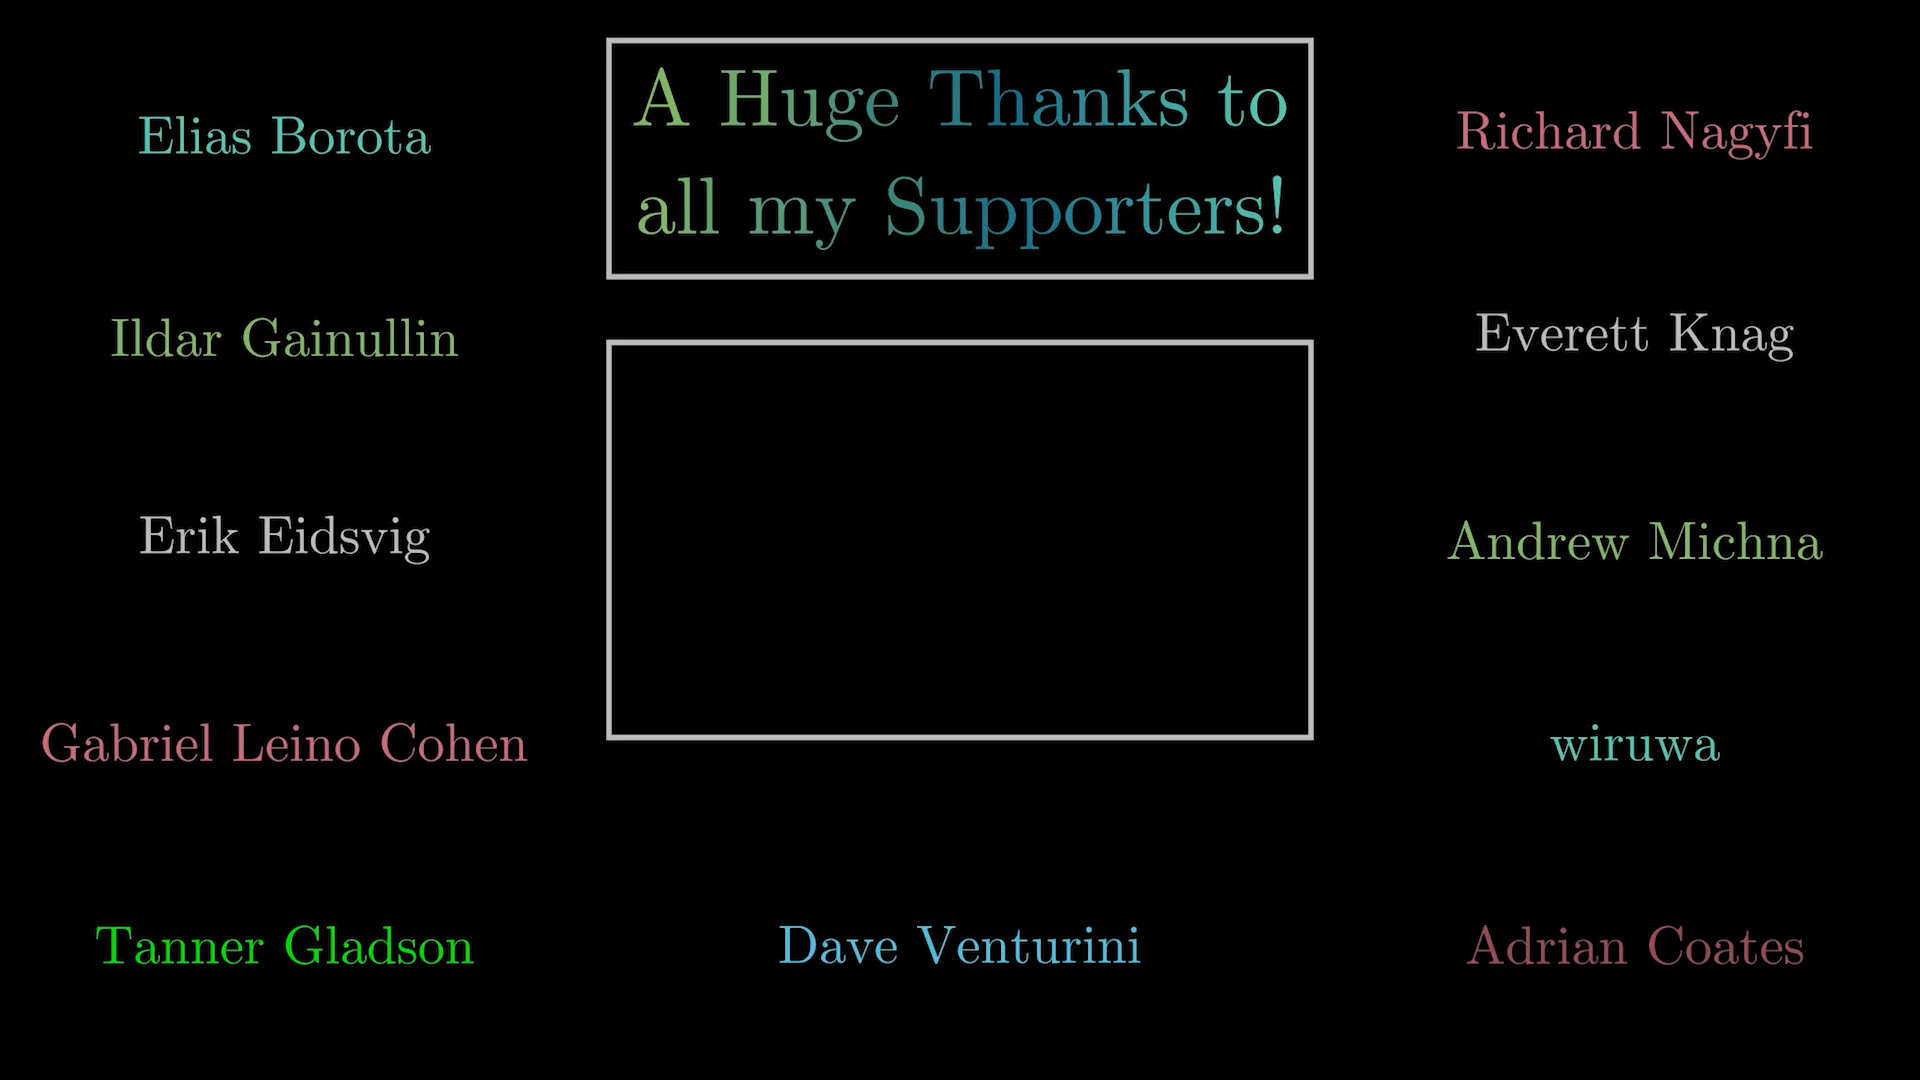 A Huge Thanks to
all my Supporters!
Elias Borota
Richard Nagyfi
Ildar Gainullin
Everett Knag
Erik Eidsvig
Andrew Michna
Gabriel Leino Cohen
wiruwa
Tanner Gladson
Dave Venturini
Adrian Coates